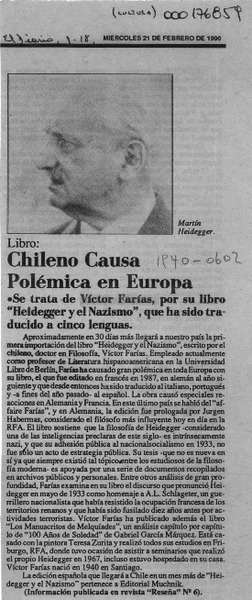 (CULTURA) 000176859
El Diario, 1.18.
MIERCOLES 21 DE FEBRERO DE 1990
Martín
Heidegger.
Libro:
Chileno Causa
1940-0602
Polémica en Europa
•Se trata de Víctor Farías, por su libro
"Heidegger y el Nazismo", que ha sido tra-
ducido a cinco lenguas.
Aproximadamente en 30 días más llegará a nuestro país la pri-
mera importación del libro "Heidegger y el Nazismo", escrito por el
chileno, doctor en Filosofía, Víctor Farías. Empleado actualmente
como profesor de Literatura hispanoamericana en la Universidad
Libre de Berlín, Farías ha causado gran polémica en toda Europa con
su libro, el que fue editado en francés en 1987, en alemán al año si-
guiente y que desde entonces ha sido traducido al italiano, portugués
y -a fines del año pasado- al español. La obra causó especiales reac-
ciones en Alemania y Francia. En este último país se habló del "af-
faire Farías", y en Alemania, la edición fue prologada por Jurgen
Habermas, considerado el filósofo más influyente hoy en día en la
RFA. El libro sostiene que la filosofía de Heidegger -considerado
una de las inteligencias preclaras de este siglo- es intrínsecamente
nazi, y que su adhesión al nacionalsocialismo en 1933, no
fue sólo un acto de estrategia pública. Su tesis -que no es nueva en
sí ya que siempre existió tal tópico entre los estudiosos de la filoso-
fía moderna- es apoyada por una serie de documentos recopilados
en archivos públicos y personales. Entre otros análisis de gran pro-
fundidad, Farías examina en su libro el discurso que pronunció Hei-
degger en mayo de 1933 como homenaje a A.L. Schlageter, un gue-
rrillero nacionalista que había resistido la ocupación francesa de los
territorios renanos y que había sido ejecutado diez años antes por
actividades terroristas. Víctor Farías ha publicado además el libro
"Los Manuscritos de Melquíades", un análisis capítulo por capítulo
de "100 Años de Soledad" de Gabriel García Márquez. Está ca-
sado con la pintora Teresa Zurita y realizó todos sus estudios en Fri-
burgo, RFA, donde tuvo ocasión de asistir a seminarios que realizó
el propio Heidegger en 1967, incluso estuvo invitado en su casa.
Víctor Farías nació en 1940 en Santiago.
La edición española que llegará a Chile en un mes más de "Hei-
degger y el Nazismo" pertenece a Editorial Muchnik.
(Información publicada en revista "Reseña" Nº 6).